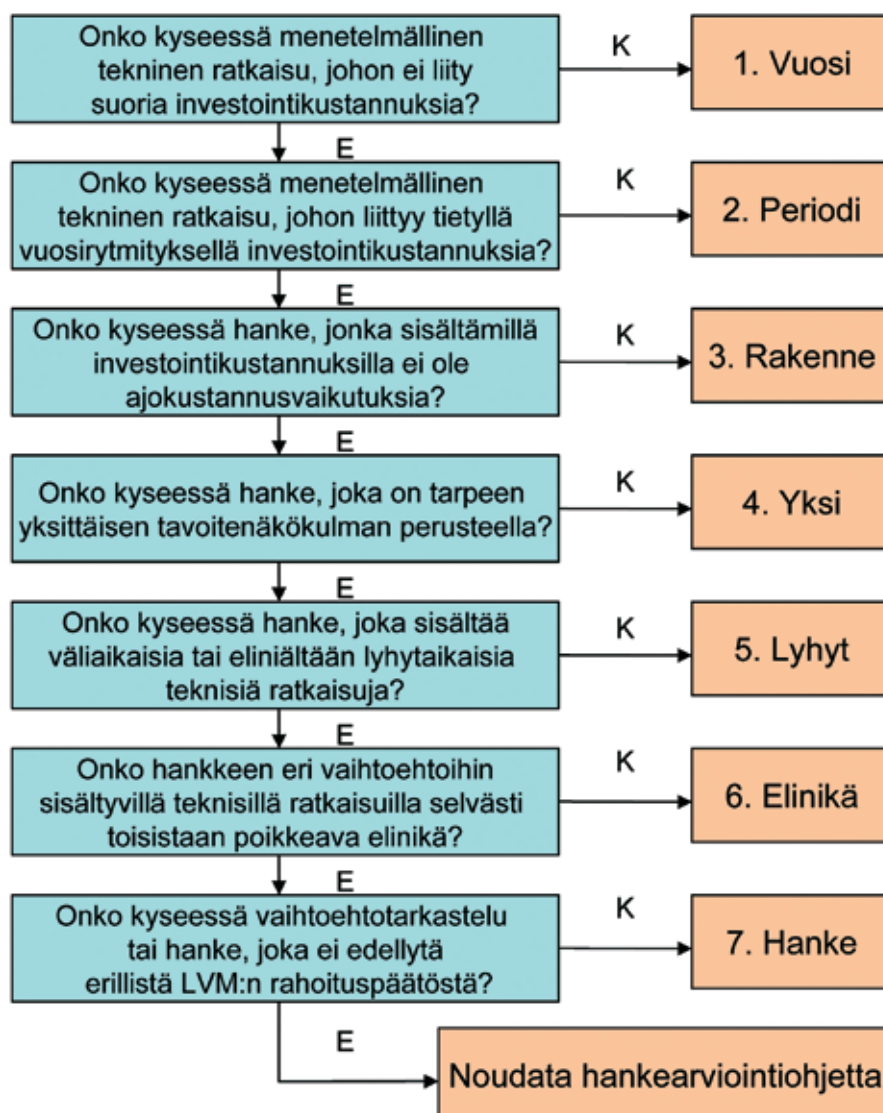 Onko kyseessä menetelmällinen
tekninen ratkaisu, johon ei liity
suoria investointikustannuksia?
K
1. Vuosi
E
Onko kyseessä menetelmällinen
tekninen ratkaisu, johon liittyy tietyllä
vuosirytmityksellä investointikustannuksia?
K
2. Periodi
E
Onko kyseessä hanke, jonka sisältämillä
investointikustannuksilla ei ole
ajokustannusvaikutuksia?
K
3. Rakenne
E
Onko kyseessä hanke, joka on tarpeen
yksittäisen tavoitenäkökulman perusteella?
K
4. Yksi
E
Onko kyseessä hanke, joka sisältää
väliaikaisia tai eliniältään lyhytaikaisia
teknisiä ratkaisuja?
K
5. Lyhyt
E
Onko hankkeen eri vaihtoehtoihin
sisältyvillä teknisillä ratkaisuilla selvästi
toisistaan poikkeava elinikä?
K
6. Elinikä
E
Onko kyseessä vaihtoehtotarkastelu
tai hanke, joka ei edellytä
erillistä LVM:n rahoituspäätöstä?
K
7. Hanke
E
Noudata hankearviointiohjetta